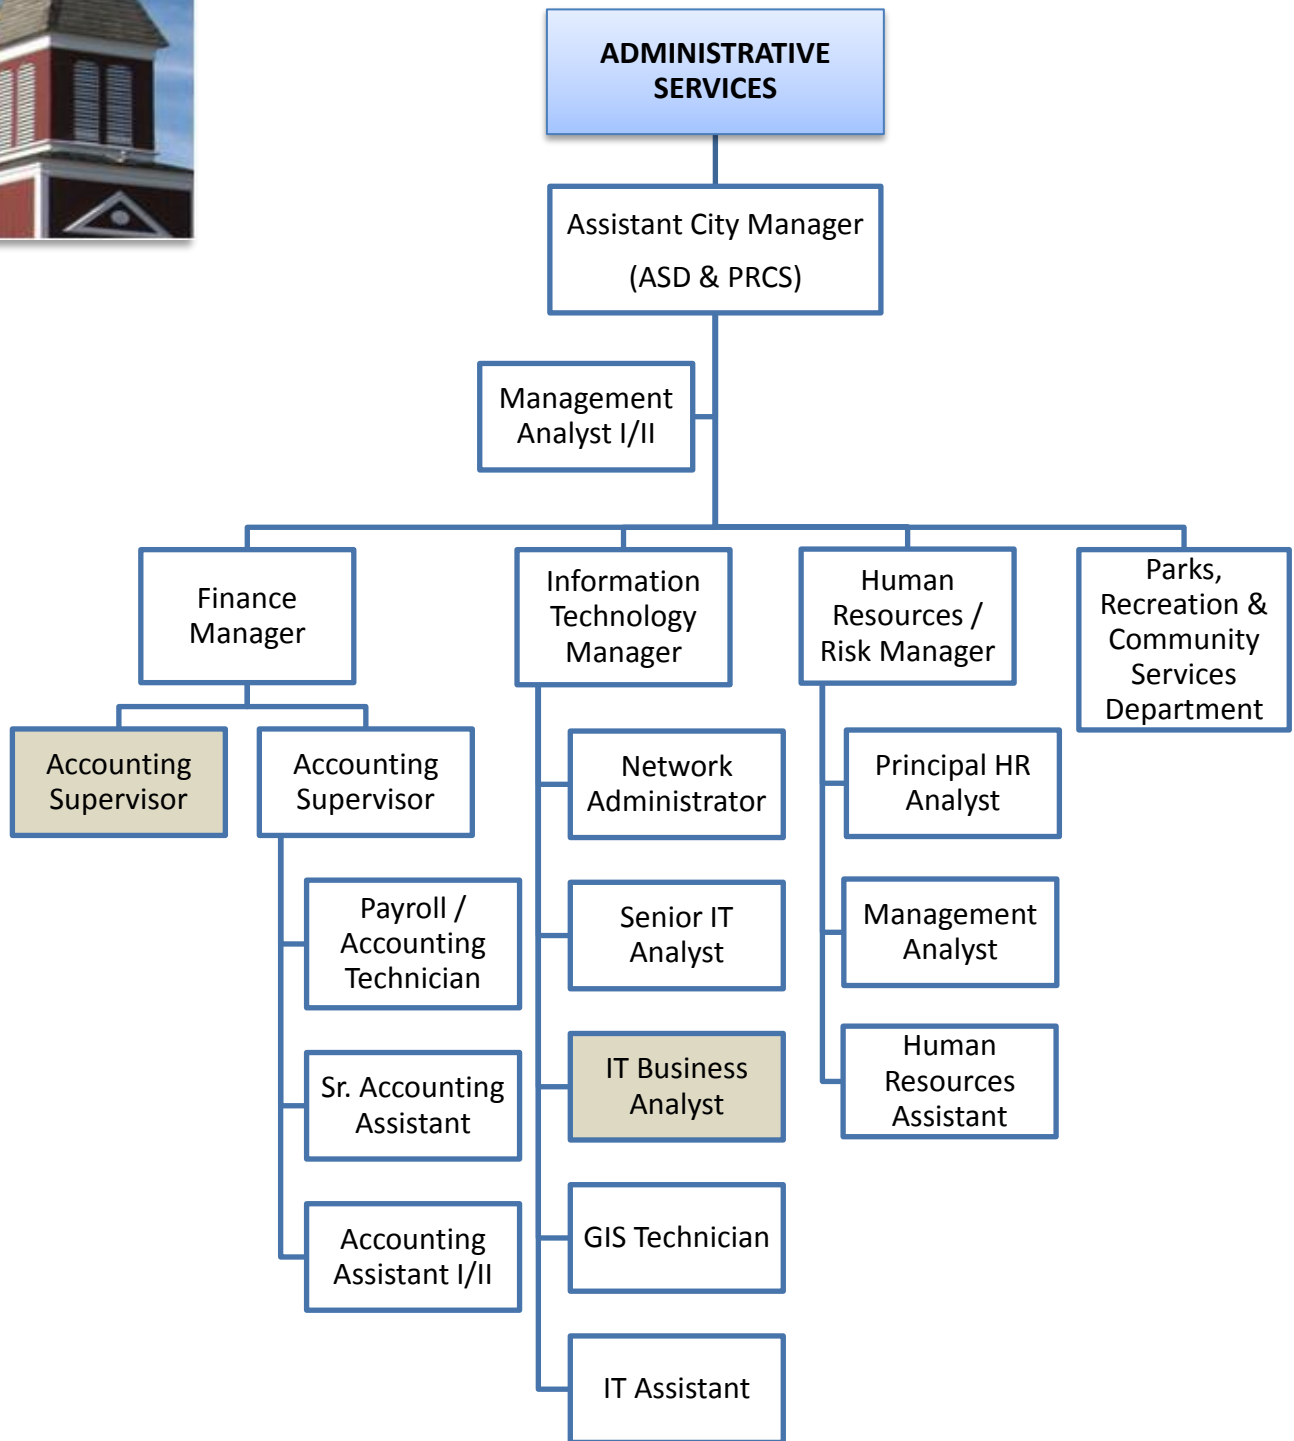 ADMINISTRATIVE
SERVICES
Assistant City Manager
(ASD & PRCS)
Management
Analyst I/II
Finance
Manager
Information
Technology
Manager
Human
Resources /
Risk Manager
Parks,
Recreation &
Community
Services
Department
Accounting
Supervisor
Accounting
Supervisor
Payroll /
Accounting
Technician
Sr. Accounting
Assistant
Accounting
Assistant I/II
Network
Administrator
Senior IT
Analyst
IT Business
Analyst
GIS Technician
IT Assistant
Principal HR
Analyst
Management
Analyst
Human
Resources
Assistant